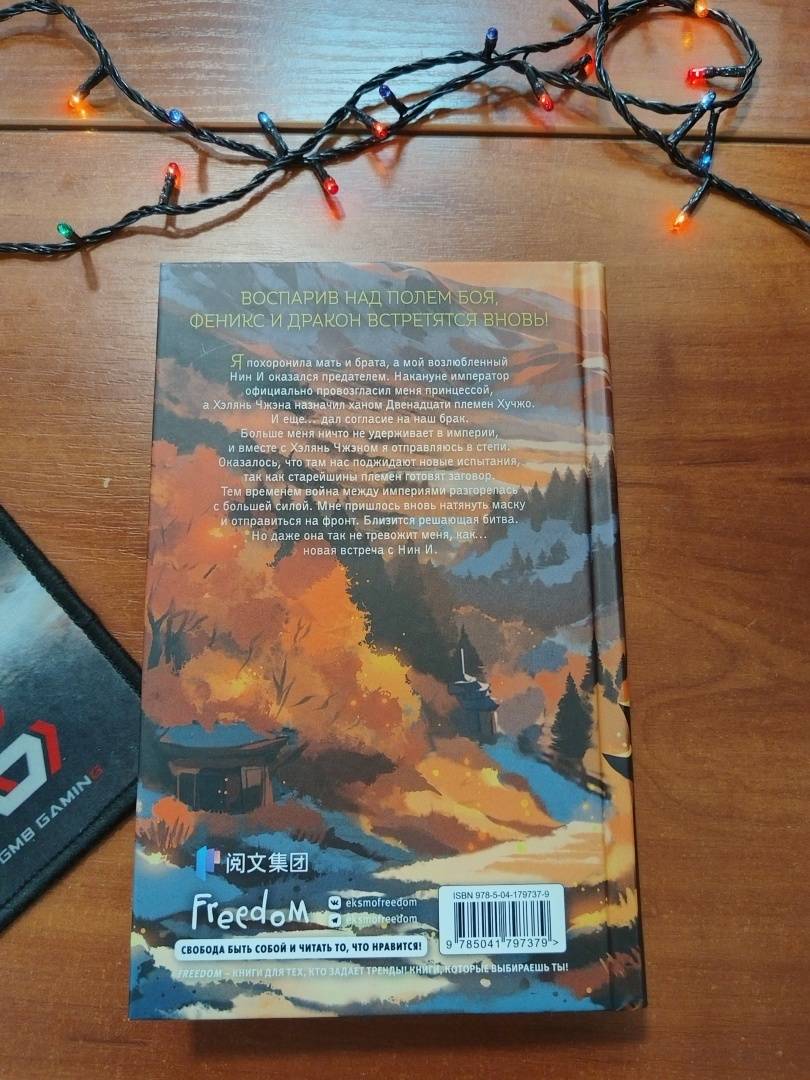 ВОСПАРИВ НАД ПОЛЕМ БОЯ,
ФЕНИКС И ДРАКОН ВСТРЕТЯТСЯ ВНОВЬ!
Я похоронила мать и брата, а мой возлюбленный
Нин И оказался предателем. Накануне император
официально провозгласил меня принцессой,
а Хэлянь Чжэна назначил ханом Двенадцати племен Хучжо.
И еще... дал согласие на наш брак.
Больше меня ничто не удерживает в империи,
и вместе с Хэлянь Чжэном я отправляюсь в степи.
Оказалось, что там нас поджидают новые испытания,
так как старейшины племен готовят заговор.
Тем временем война между империями разгорелась
с большей силой. Мне пришлось вновь натянуть маску
и отправиться на фронт. Близится решающая битва.
Но даже она так не тревожит меня, как...
новая встреча с Нин И.
GMB GAMING
阅文集团
Freedom
eksmofreedom
eksmofreedom
СВОБОДА БЫТЬ СОБОЙ И ЧИТАТЬ ТО, ЧТО НРАВИТСЯ!
FREEDOM – КНИГИ ДЛЯ ТЕХ, КТО ЗАДАЕТ ТРЕНДЫ! КНИГИ, КОТОРЫЕ ВЫБИРАЕШЬ ТЫ!
ISBN 978-5-04-179737-9
9 785041 797379 >